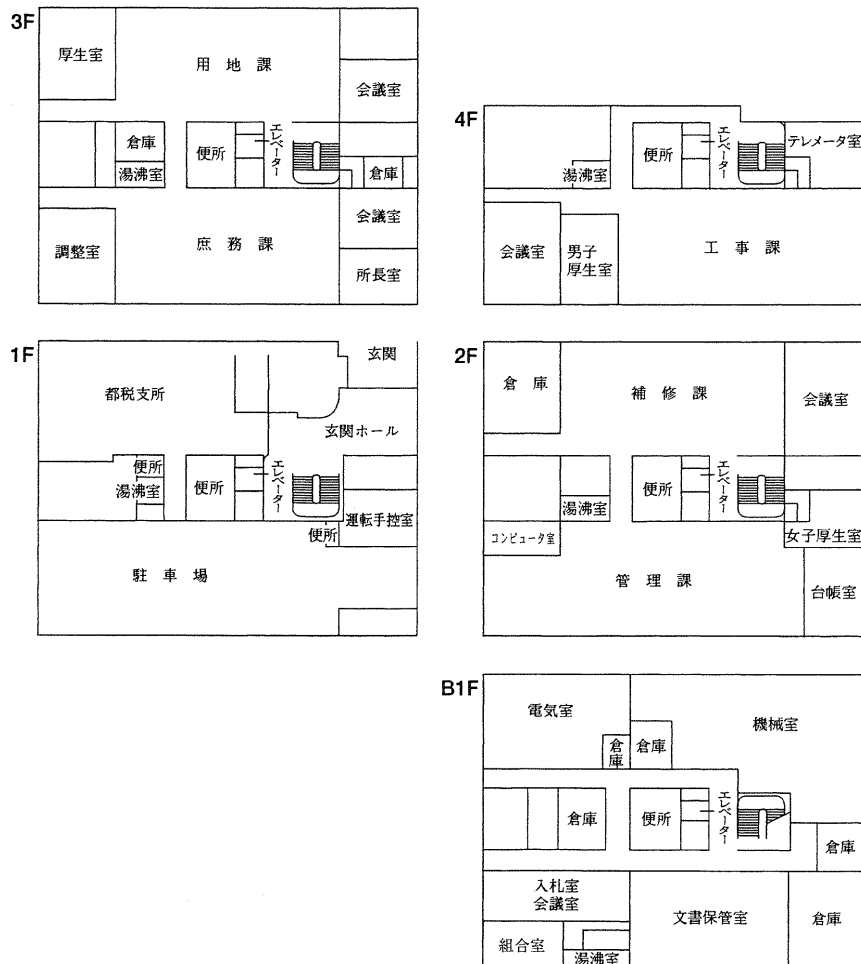 3F
厚生室
用地課
会議室
倉庫
湯沸室
便所
エレベーター
倉庫
調整室
庶務課
会議室
所長室
4F
便所
エレベーター
テレメータ室
湯沸室
会議室
男子
厚生室
工事課
1F
玄関
都税支所
玄関ホール
便所
湯沸室
便所
エレベーター
運転手控室
便所
駐車場
2F
倉庫
補修課
会議室
湯沸室
便所
エレベーター
コンピュータ室
女子厚生室
管理課
台帳室
B1F
電気室
倉庫
倉庫
機械室
倉庫
便所
エレベーター
倉庫
入札室
会議室
文書保管室
倉庫
組合室
湯沸室